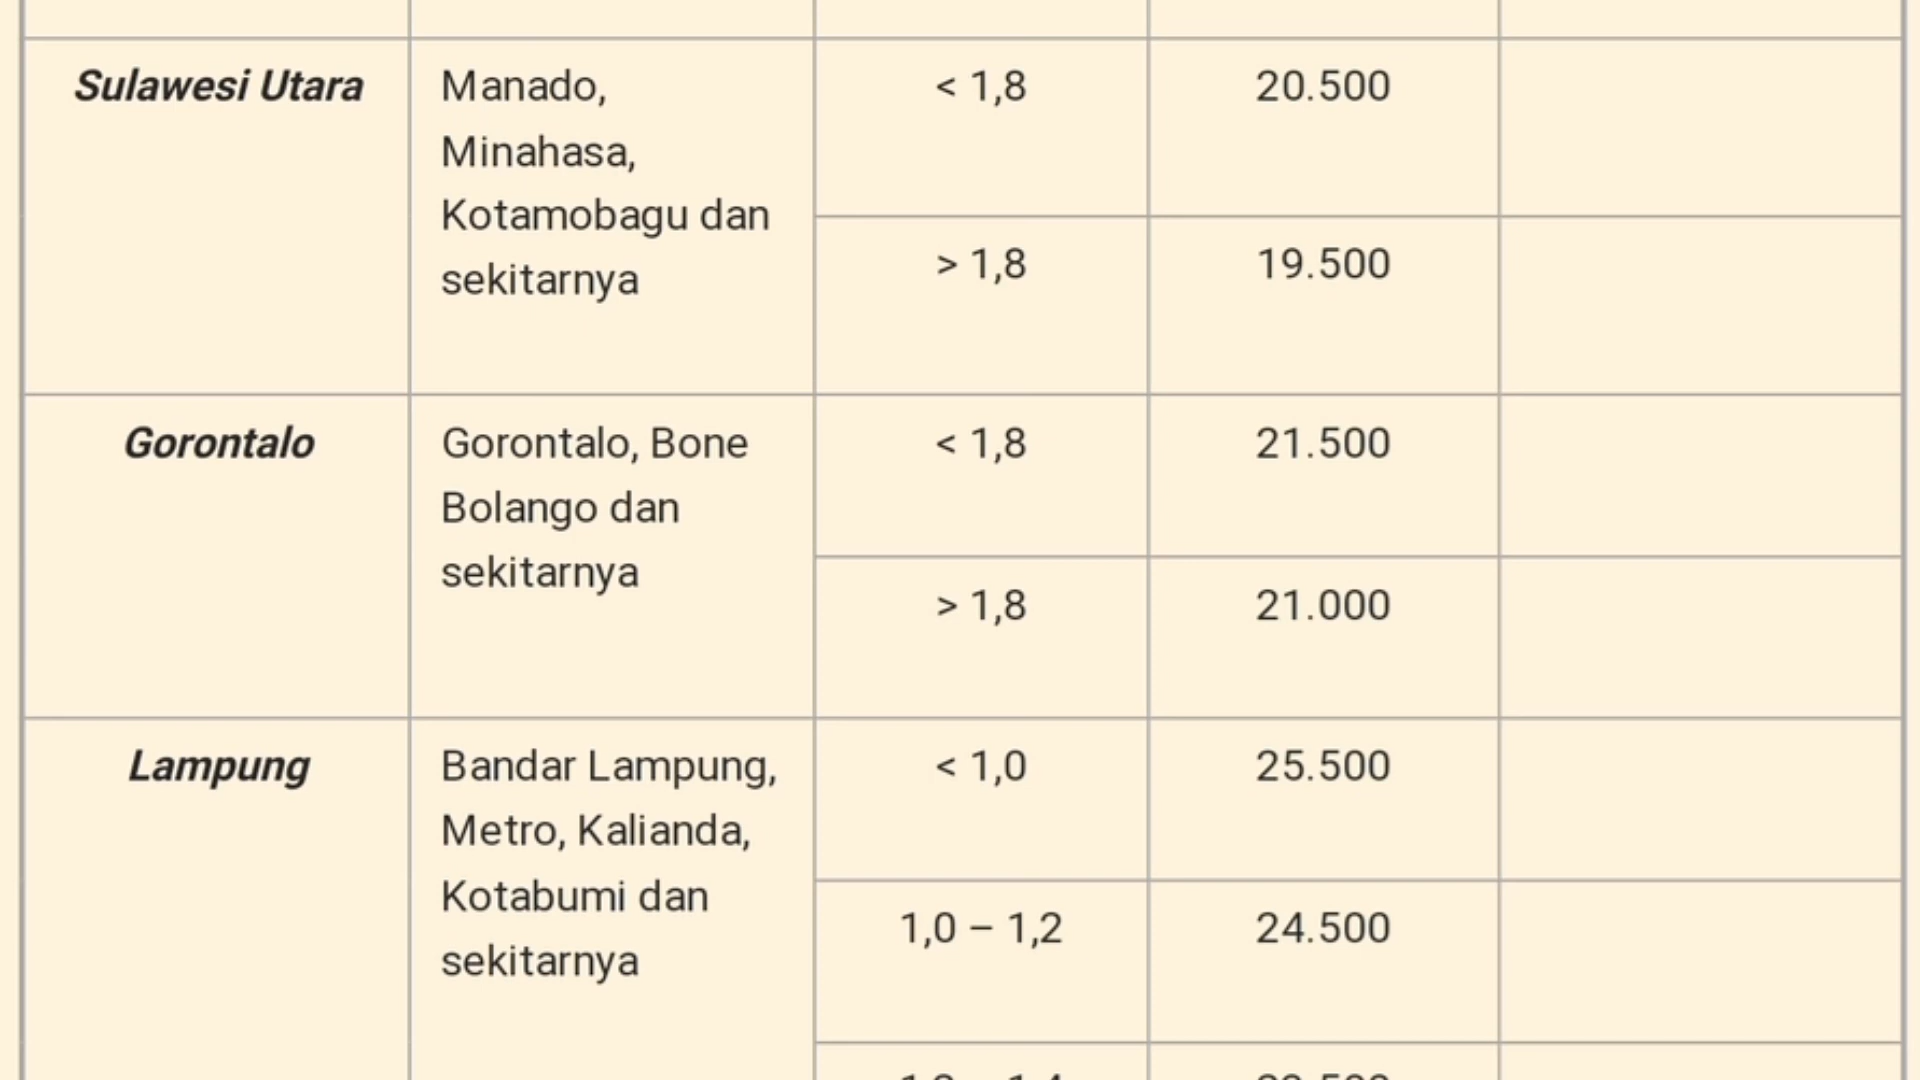 Sulawesi Utara
Manado,
Minahasa,
Kotamobagu dan
sekitarnya
< 1,8
20.500
> 1,8
19.500
Gorontalo
Gorontalo, Bone
Bolango dan
sekitarnya
< 1,8
21.500
> 1,8
21.000
Lampung
Bandar Lampung,
Metro, Kalianda,
Kotabumi dan
sekitarnya
< 1,0
25.500
1,0 – 1,2
24.500